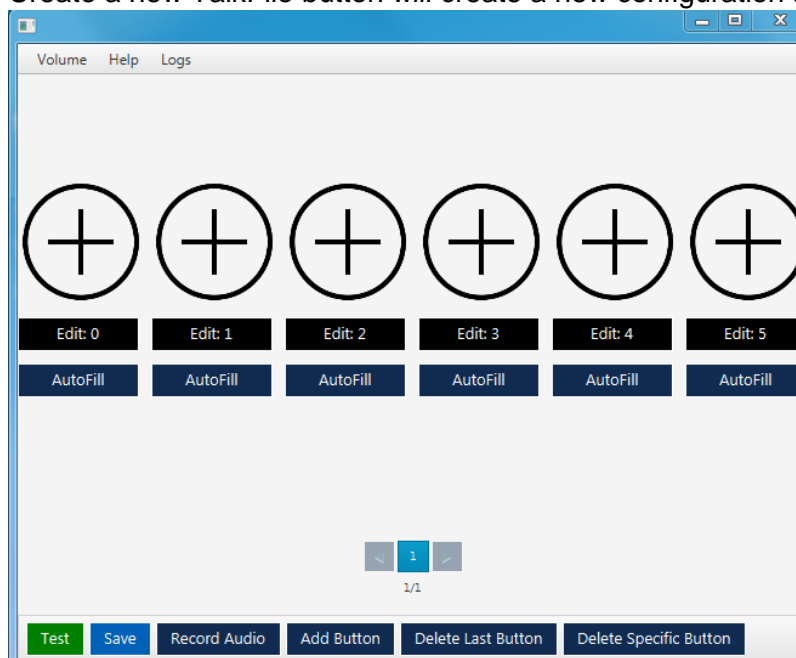 Volume Help Logs
Edit: 0 Edit: 1 Edit: 2 Edit: 3 Edit: 4 Edit: 5
AutoFill AutoFill AutoFill AutoFill AutoFill AutoFill
< 1 >
1/1
Test Save Record Audio Add Button Delete Last Button Delete Specific Button